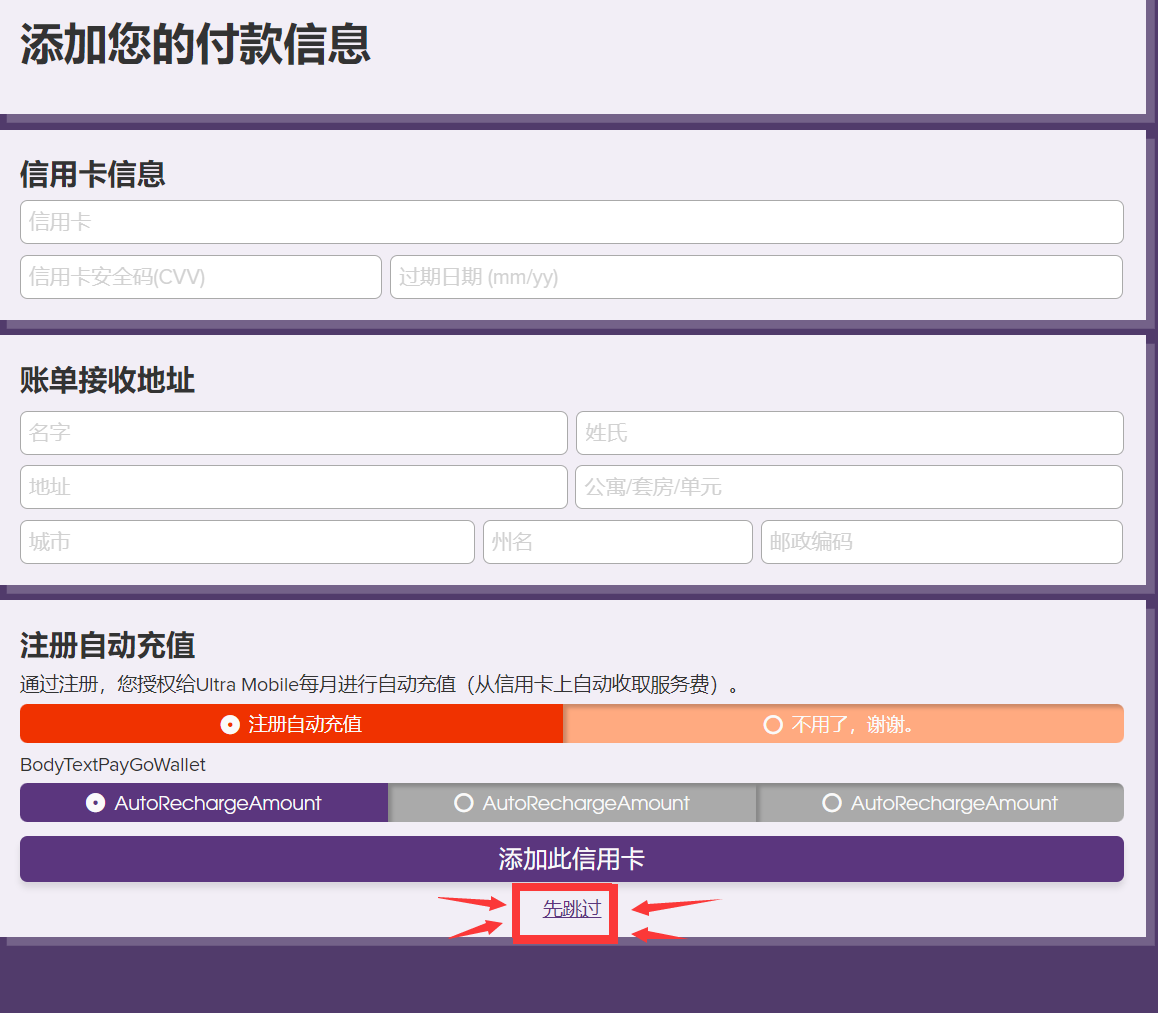 添加您的付款信息
信用卡信息
信用卡
信用卡安全码(CVV) 过期日期 (mm/yy)
账单接收地址
名字 姓氏
地址 公寓/套房/单元
城市 州名 邮政编码
注册自动充值
通过注册，您授权给Ultra Mobile每月进行自动充值（从信用卡上自动收取服务费）。
注册自动充值 不用了，谢谢。
BodyTextPayGoWallet
AutoRechargeAmount AutoRechargeAmount AutoRechargeAmount
添加此信用卡
先跳过